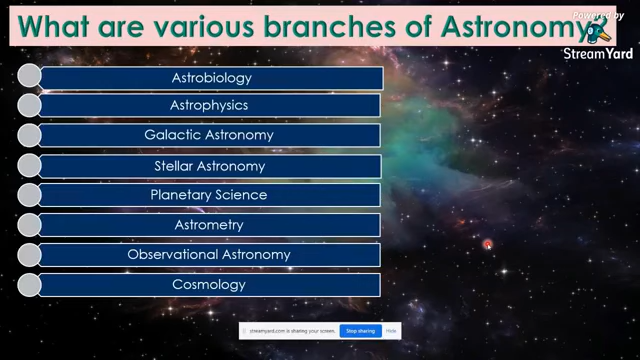 What are various branches of Astronomy
Powered by
StreamYard
Astrobiology
Astrophysics
Galactic Astronomy
Stellar Astronomy
Planetary Science
Astrometry
Observational Astronomy
Cosmology
streamyard.com is sharing your screen. Stop sharing Hide